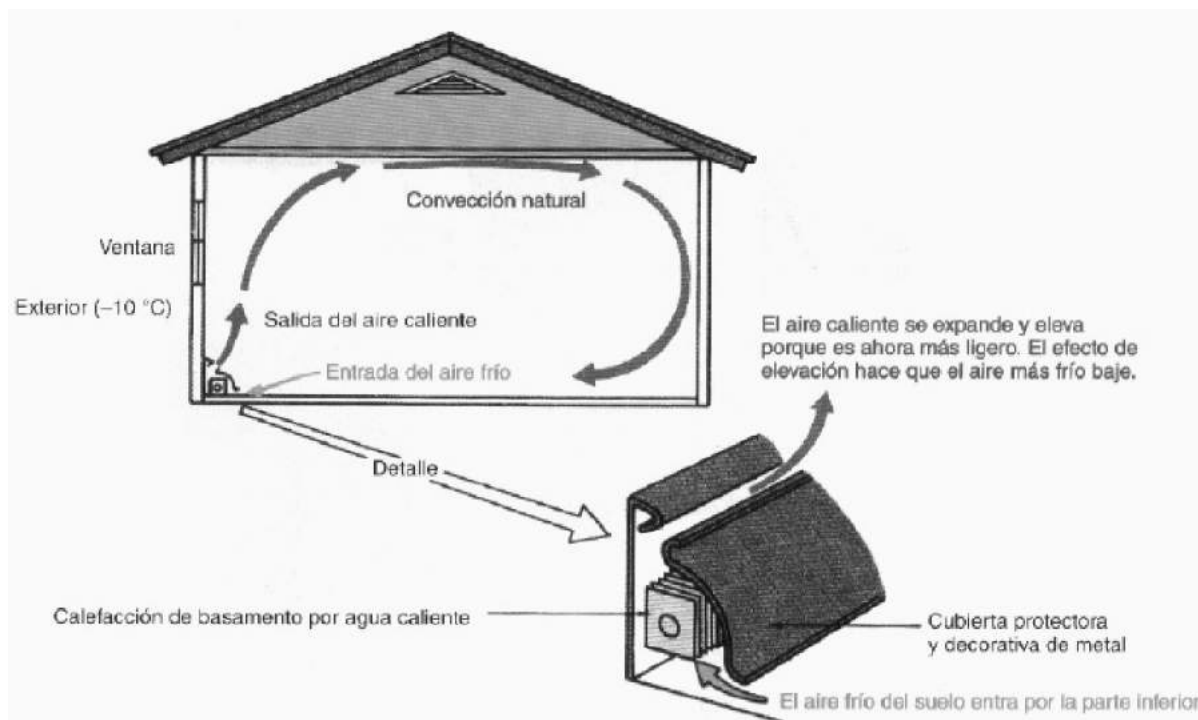 Convección natural
Ventana
Exterior (–10 °C)
Salida del aire caliente
Entrada del aire frío
El aire caliente se expande y eleva
porque es ahora más ligero. El efecto de
elevación hace que el aire más frío baje.
Detalle
Calefacción de basamento por agua caliente
Cubierta protectora
y decorativa de metal
El aire frío del suelo entra por la parte inferior